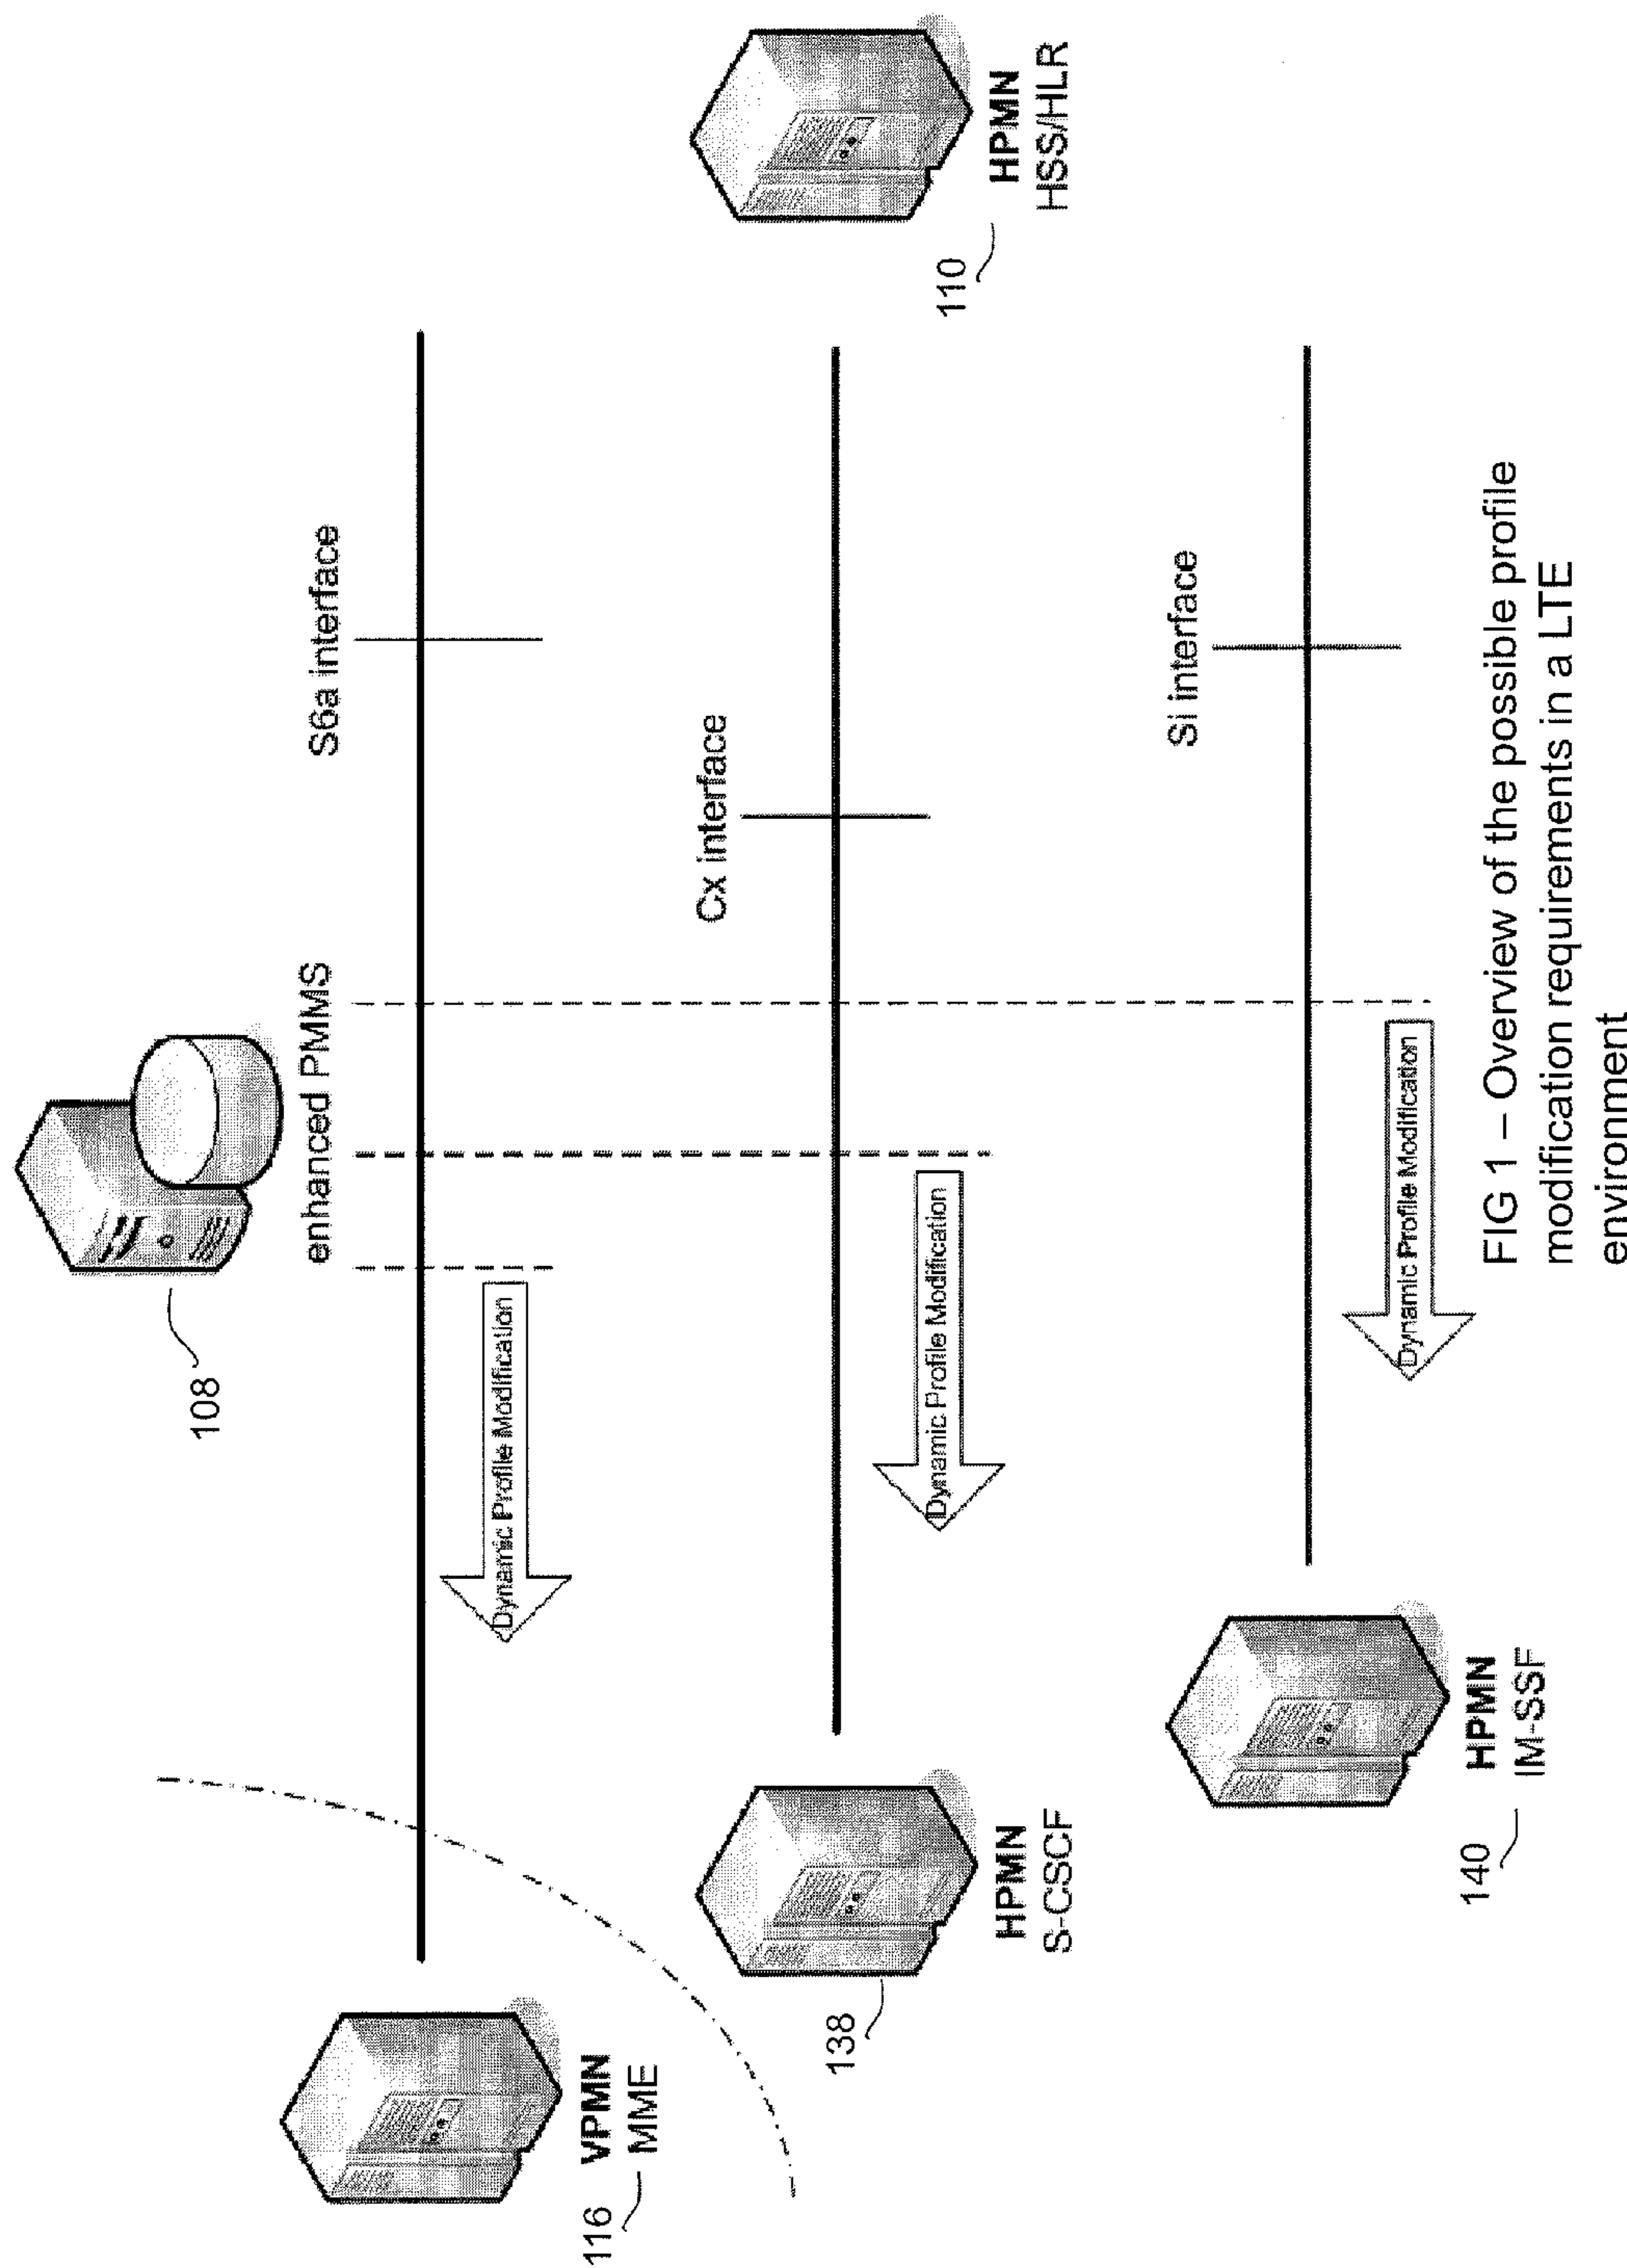 108
enhanced PMMS
S6a interface
Dynamic Profile Modification
116
VPMN
MME
Cx interface
Dynamic Profile Modification
138
HPMN
S-CSCF
110
HPMN
HSS/HLR
Si interface
Dynamic Profile Modification
140
HPMN
IM-SSF
FIG 1 – Overview of the possible profile
modification requirements in a LTE
environment